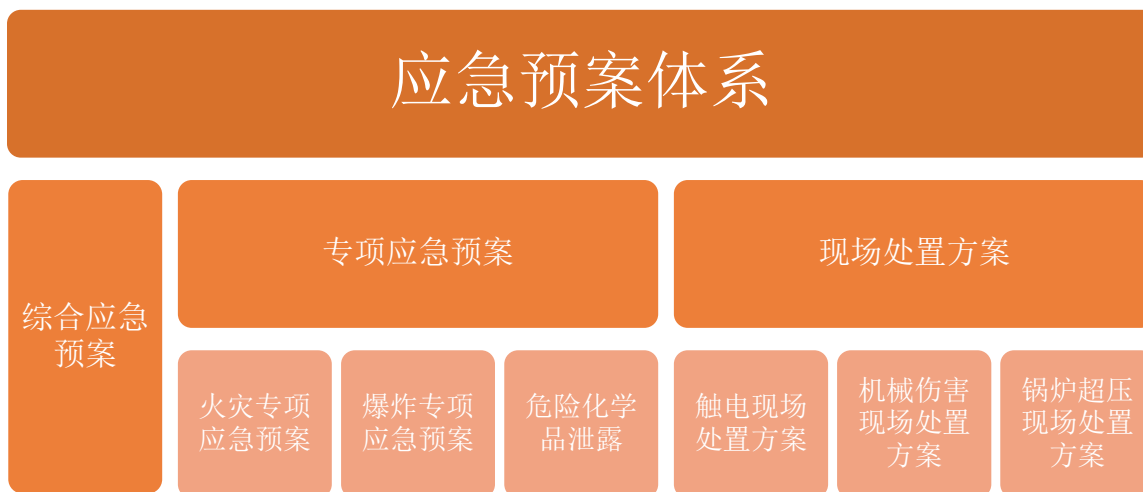 应急预案体系
综合应急
预案
专项应急预案
火灾专项
应急预案
爆炸专项
应急预案
危险化学
品泄露
现场处置方案
触电现场
处置方案
机械伤害
现场处置
方案
锅炉超压
现场处置
方案